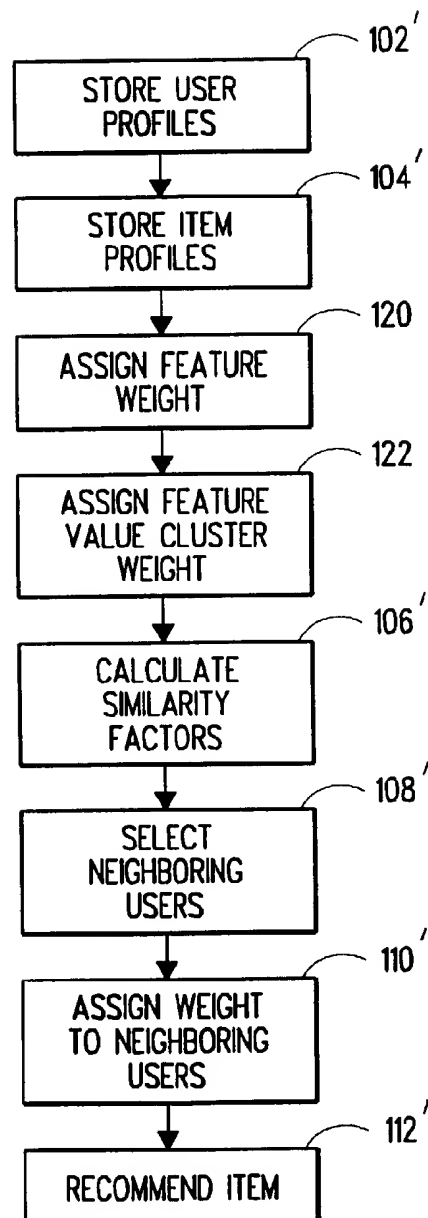 102'
STORE USER
PROFILES
104'
STORE ITEM
PROFILES
120
ASSIGN FEATURE
WEIGHT
122
ASSIGN FEATURE
VALUE CLUSTER
WEIGHT
106'
CALCULATE
SIMILARITY
FACTORS
108'
SELECT
NEIGHBORING
USERS
110'
ASSIGN WEIGHT
TO NEIGHBORING
USERS
112'
RECOMMEND ITEM